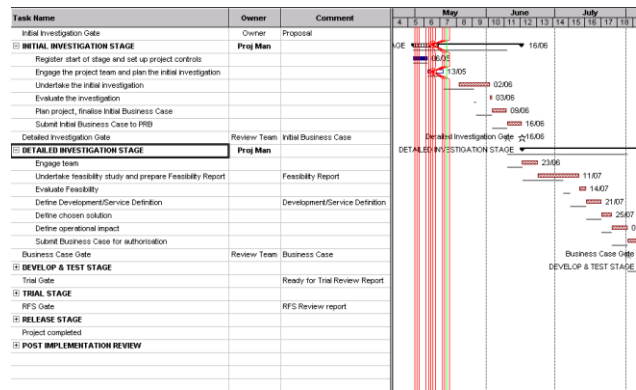 May June July
Task Name Owner Comment 4 5 6 7 8 9 10 11 12 13 14 15 16 17 18
Initial Investigation Gate Owner Proposal
INITIAL INVESTIGATION STAGE Proj Man AGE 16/06
Register start of stage and set up project controls 06/05
Engage the project team and plan the initial investigation 13/05
Undertake the initial investigation 02/06
Evaluate the investigation 03/06
Plan project, finalise Initial Business Case 09/06
Submit Initial Business Case to PRB 16/06
Detailed Investigation Gate Review Team Initial Business Case Detailed Investigation Gate 16/06
DETAILED INVESTIGATION STAGE Proj Man DETAILED INVESTIGATION STAGE
Engage team 23/06
Undertake feasibility study and prepare Feasibility Report Feasibility Report 11/07
Evaluate Feasibility 14/07
Define Development/Service Definition Development/Service Definition 21/07
Define chosen solution 25/07
Define operational impact 0
Submit Business Case for authorisation
Business Case Gate Review Team Business Case Business Case Gate
DEVELOP & TEST STAGE DEVELOP & TEST STAGE
Trial Gate Ready for Trial Review Report
TRIAL STAGE
RFS Gate RFS Review report
RELEASE STAGE
Project completed
POST IMPLEMENTATION REVIEW